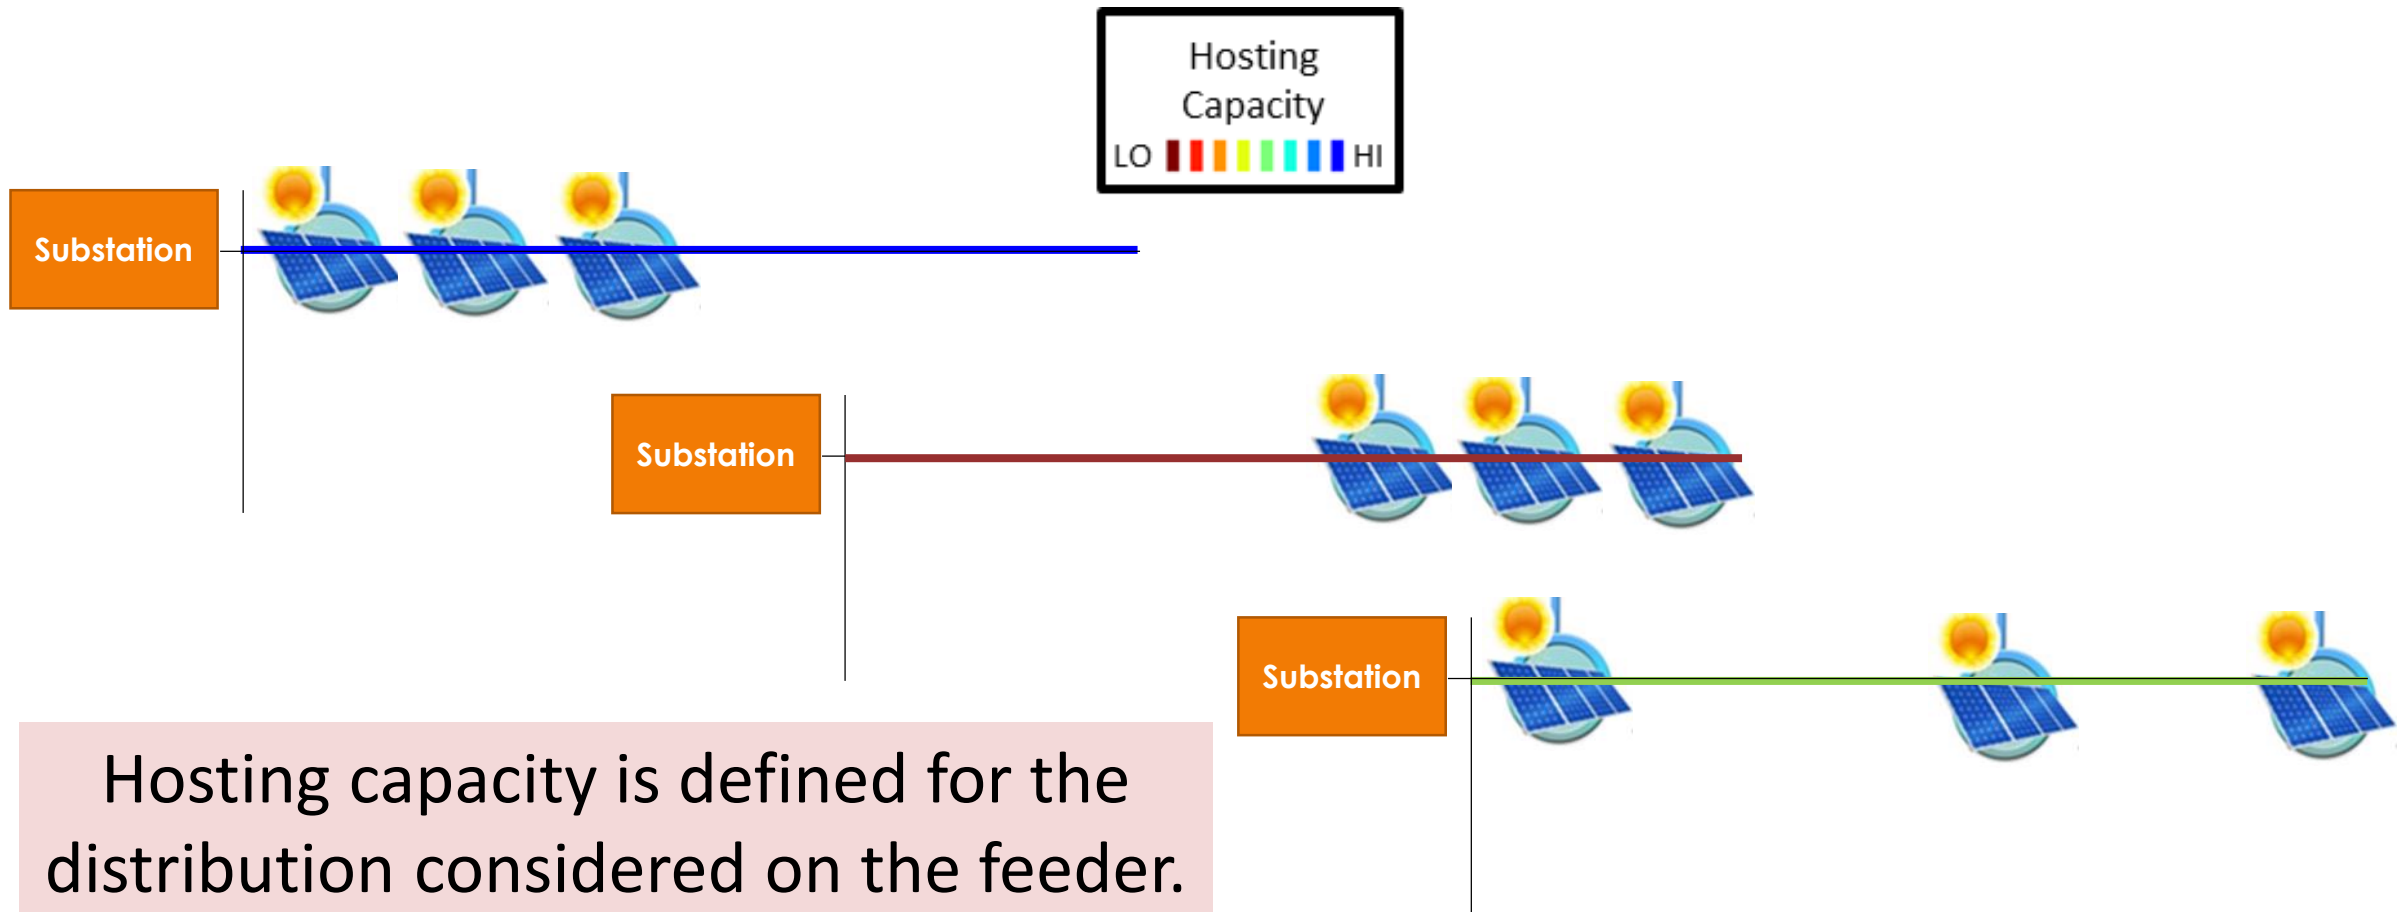 Hosting
Capacity
LO HI
Substation
Substation
Substation
Hosting capacity is defined for the
distribution considered on the feeder.